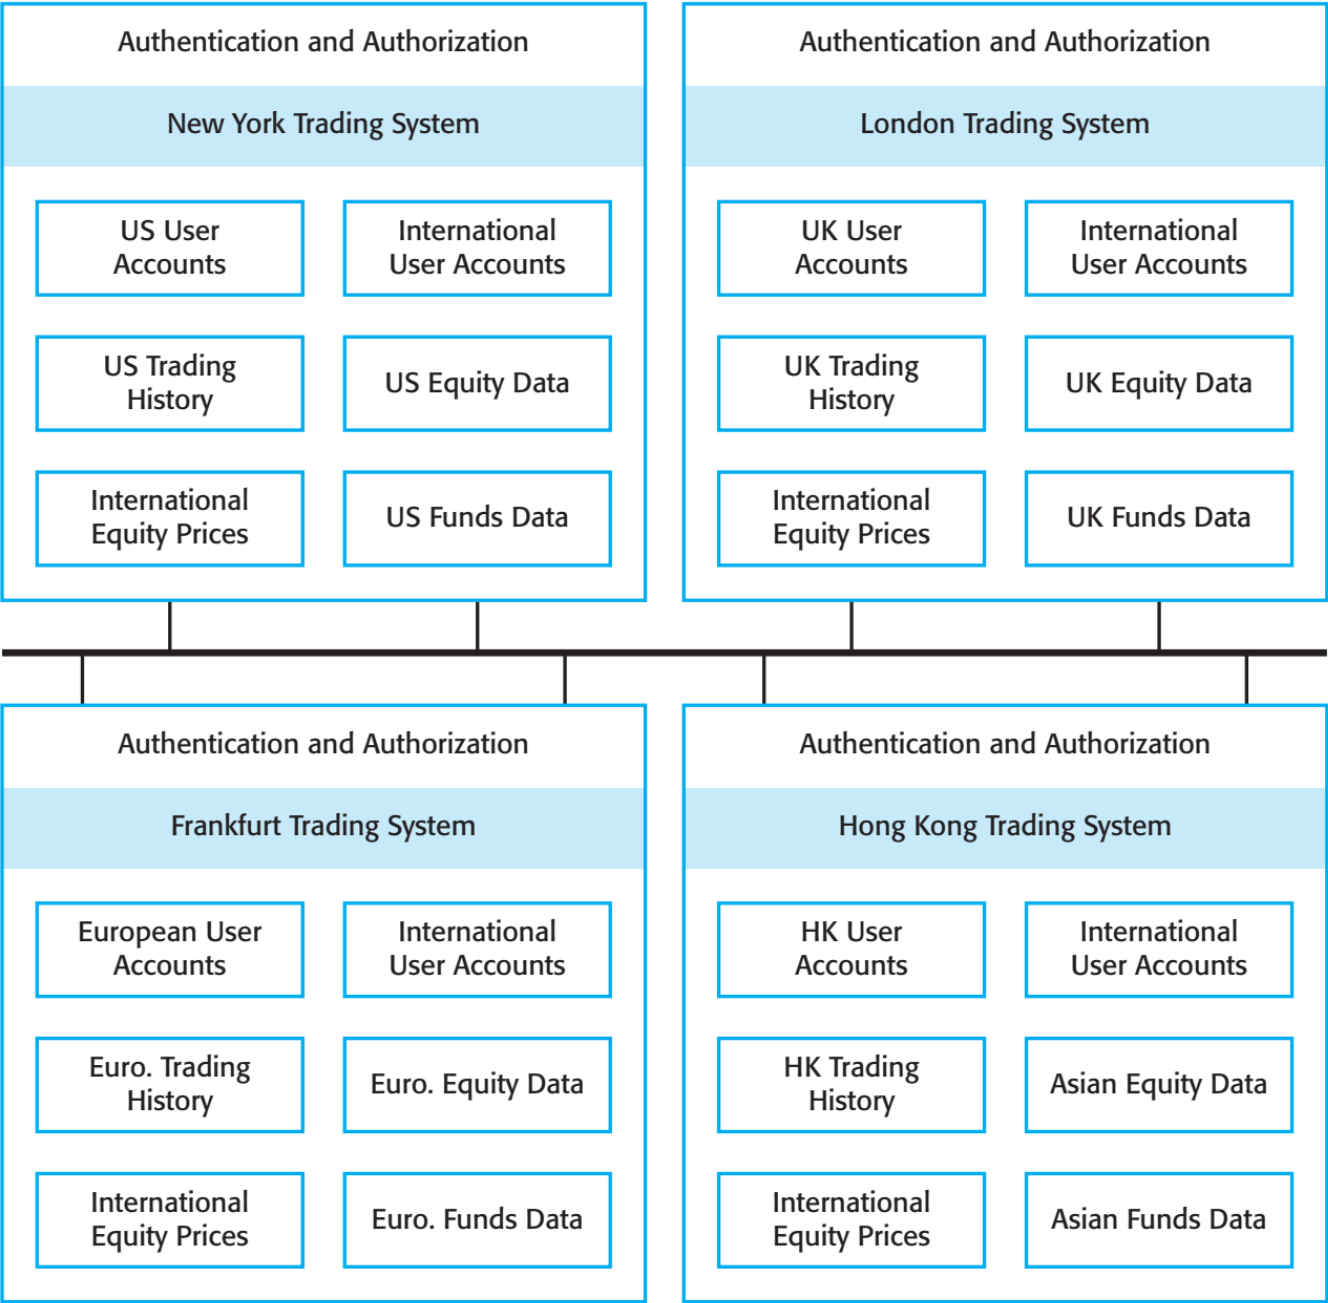 Authentication and Authorization
New York Trading System
US User
Accounts
International
User Accounts
US Trading
History
US Equity Data
International
Equity Prices
US Funds Data
Authentication and Authorization
London Trading System
UK User
Accounts
International
User Accounts
UK Trading
History
UK Equity Data
International
Equity Prices
UK Funds Data
Authentication and Authorization
Frankfurt Trading System
European User
Accounts
International
User Accounts
Euro. Trading
History
Euro. Equity Data
International
Equity Prices
Euro. Funds Data
Authentication and Authorization
Hong Kong Trading System
HK User
Accounts
International
User Accounts
HK Trading
History
Asian Equity Data
International
Equity Prices
Asian Funds Data